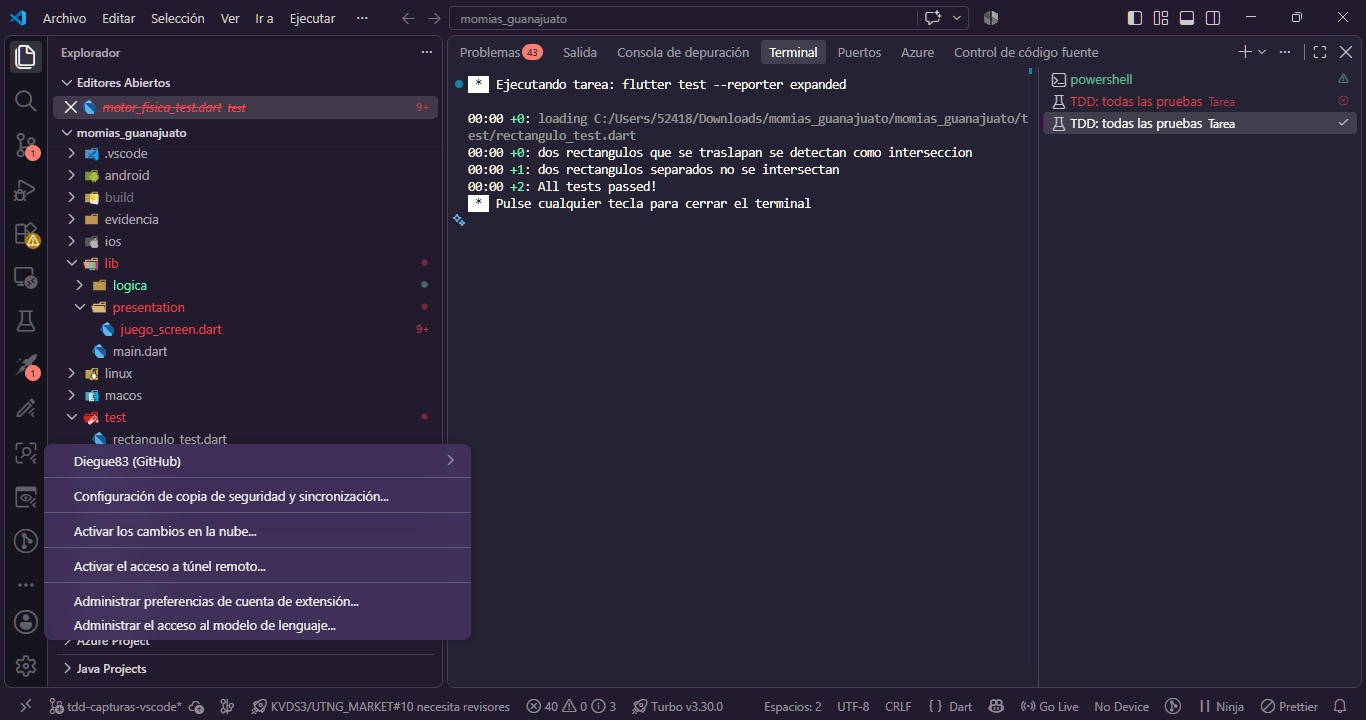 Archivo Editar Selección Ver Ir a Ejecutar ··· momias_guanajuato
Explorador ···
Editores Abiertos
motor_fisica_test.dart test 9+
momias_guanajuato
.vscode
android
build
evidencia
ios
lib
logica
presentation
juego_screen.dart 9+
main.dart
linux
macos
test
rectangulo_test.dart
Diegue83 (GitHub)
Configuración de copia de seguridad y sincronización...
Activar los cambios en la nube...
Activar el acceso a túnel remoto...
Administrar preferencias de cuenta de extensión...
Administrar el acceso al modelo de lenguaje...
Azure Project
Java Projects
1
1
Problemas 43 Salida Consola de depuración Terminal Puertos Azure Control de código fuente
* Ejecutando tarea: flutter test --reporter expanded
00:00 +0: loading C:/Users/52418/Downloads/momias_guanajuato/momias_guanajuato/t
est/rectangulo_test.dart
00:00 +0: dos rectangulos que se traslapan se detectan como interseccion
00:00 +1: dos rectangulos separados no se intersectan
00:00 +2: All tests passed!
* Pulse cualquier tecla para cerrar el terminal
powershell
TDD: todas las pruebas Tarea
TDD: todas las pruebas Tarea
tdd-capturas-vscode* KVDS3/UTNG_MARKET#10 necesita revisores 40 0 3 Turbo v3.30.0 Espacios: 2 UTF-8 CRLF { } Dart Go Live No Device Ninja Prettier